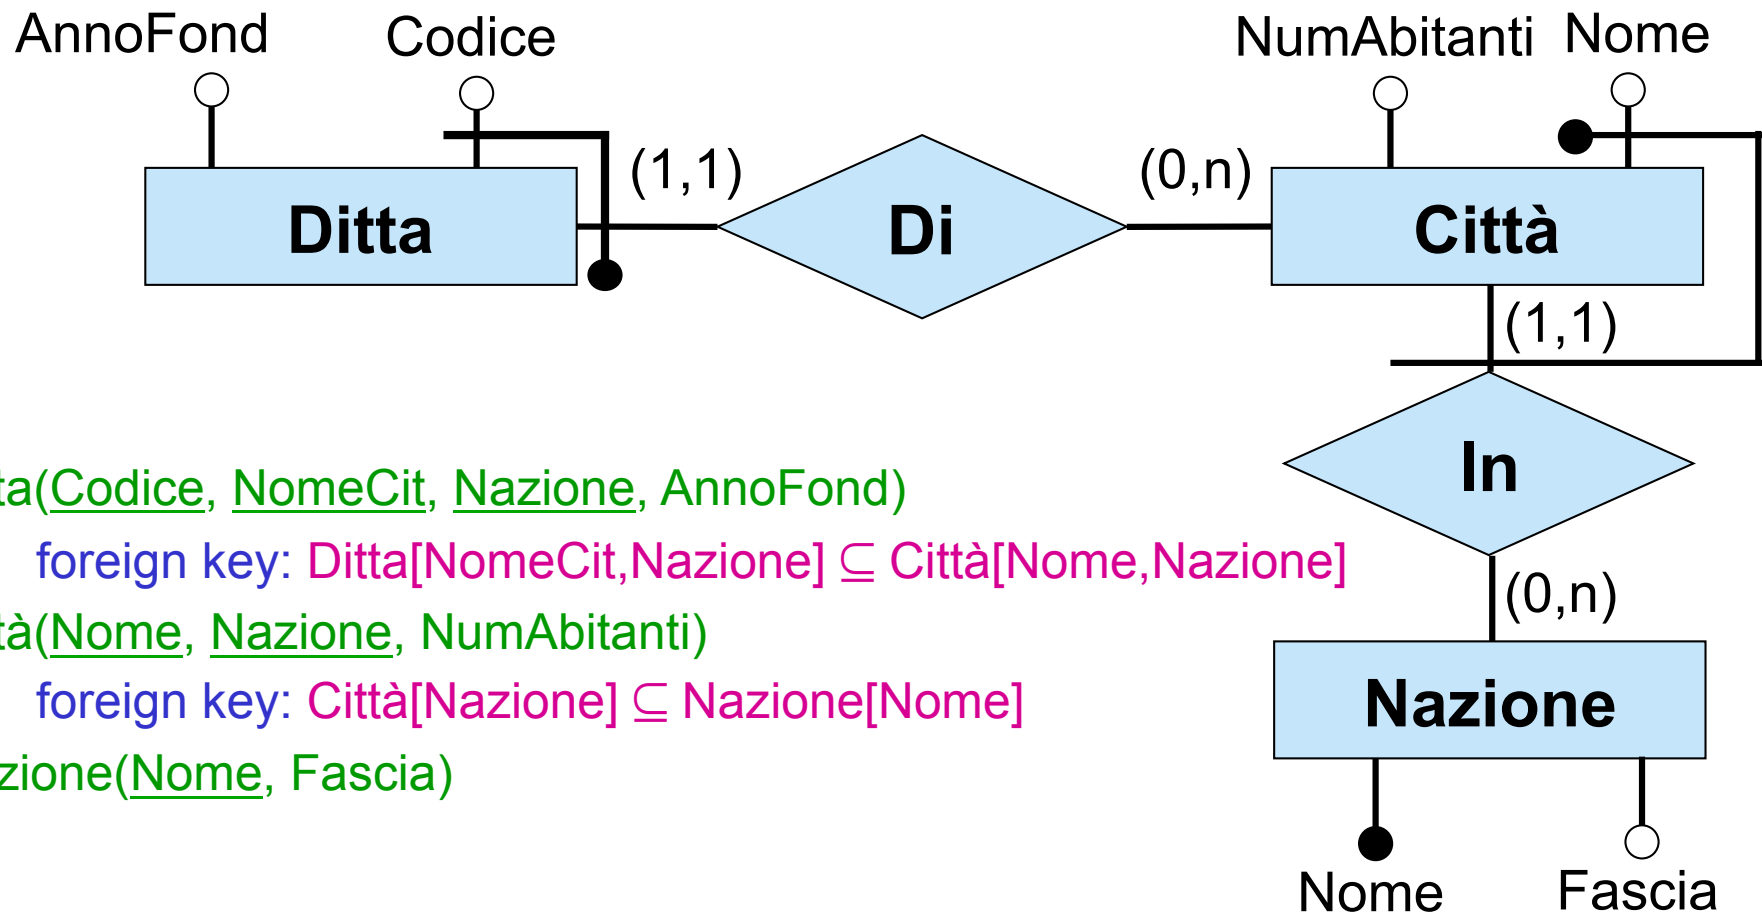 AnnoFond Codice NumAbitanti Nome
(1,1) (0,n)
Ditta Di Città
(1,1)
In
ta(Codice, NomeCit, Nazione, AnnoFond)
foreign key: Ditta[NomeCit,Nazione] ⊆ Città[Nome,Nazione]
(0,n)
tà(Nome, Nazione, NumAbitanti)
foreign key: Città[Nazione] ⊆ Nazione[Nome]
Nazione
zione(Nome, Fascia)
Nome Fascia